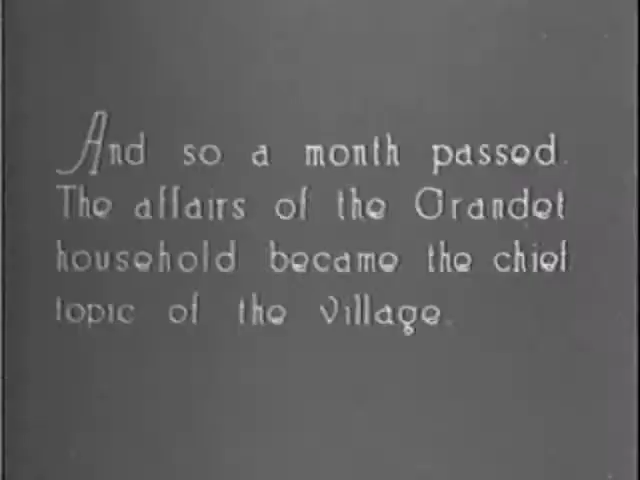 And so a month passed.
The affairs of the Grandet
household became the chief
topic of the village.